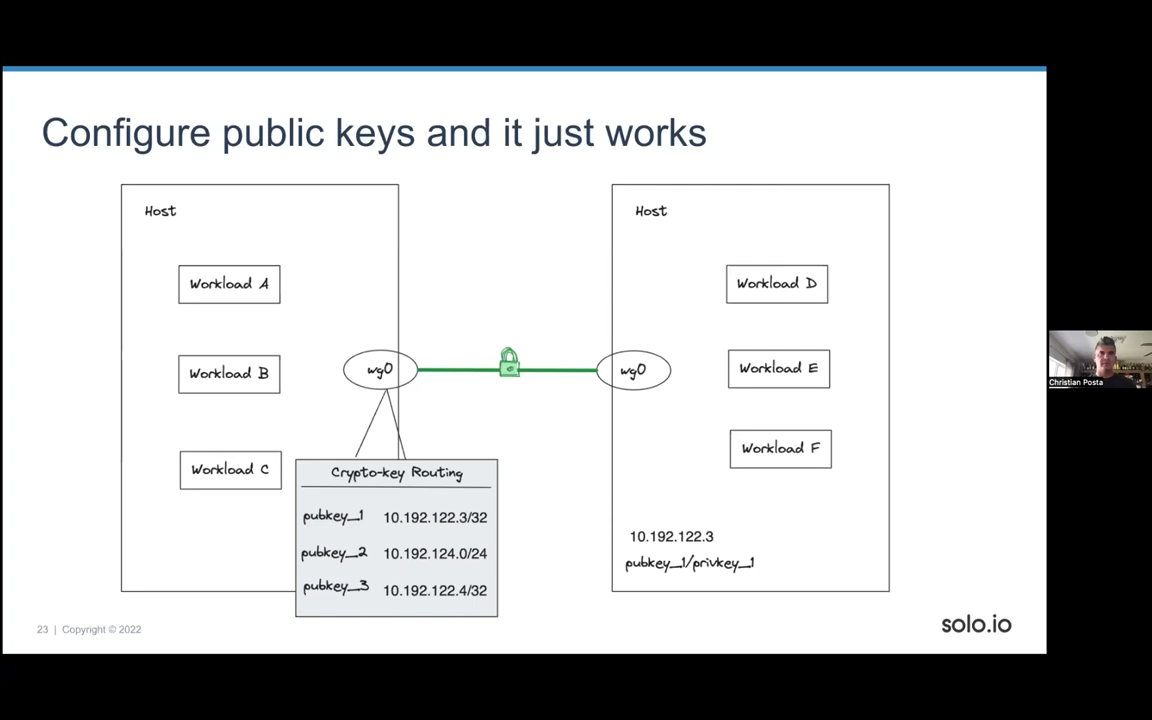 Configure public keys and it just works
Host
Workload A
Workload B
Workload C
wg0
Crypto-key Routing
pubkey_1 10.192.122.3/32
pubkey_2 10.192.124.0/24
pubkey_3 10.192.122.4/32
Host
Workload D
wg0
Workload E
Workload F
10.192.122.3
pubkey_1/privkey_1
23 | Copyright © 2022
solo.io
Christian Posta